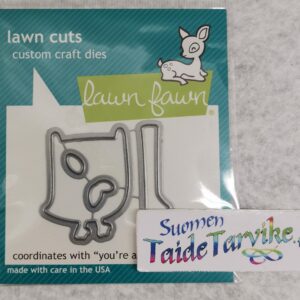 lawn cuts
custom craft dies
lawn fawn
Suomen
TaideTarvike
coordinates with "you're a
made with care in the USA